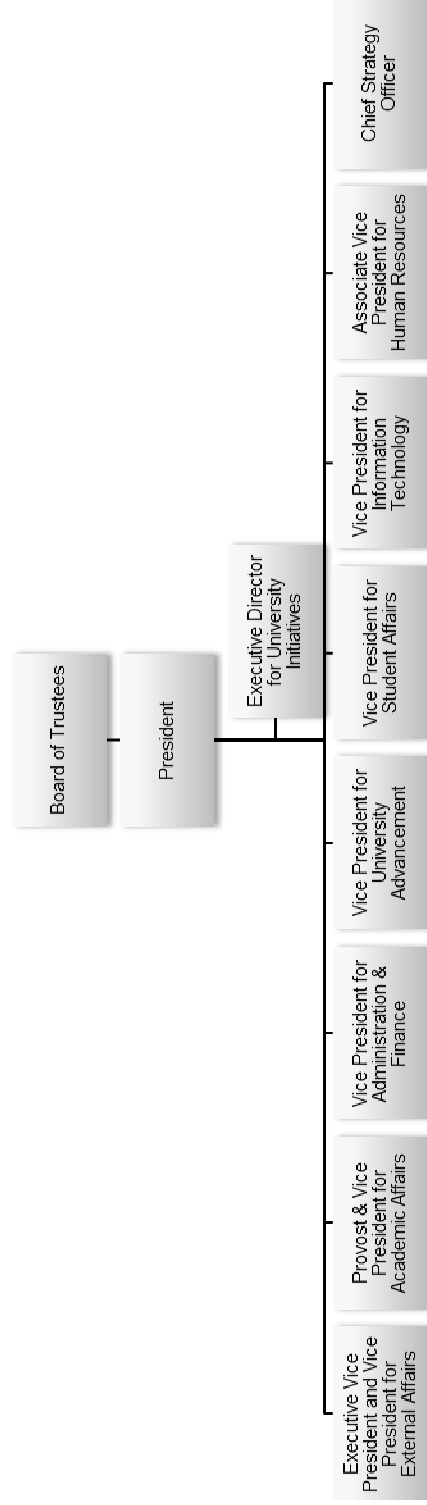 Board of Trustees
President
Executive Director
for University
Initiatives
Executive Vice
President and Vice
President for
External Affairs
Provost & Vice
President for
Academic Affairs
Vice President for
Administration &
Finance
Vice President for
University
Advancement
Vice President for
Student Affairs
Vice President for
Information
Technology
Associate Vice
President for
Human Resources
Chief Strategy
Officer